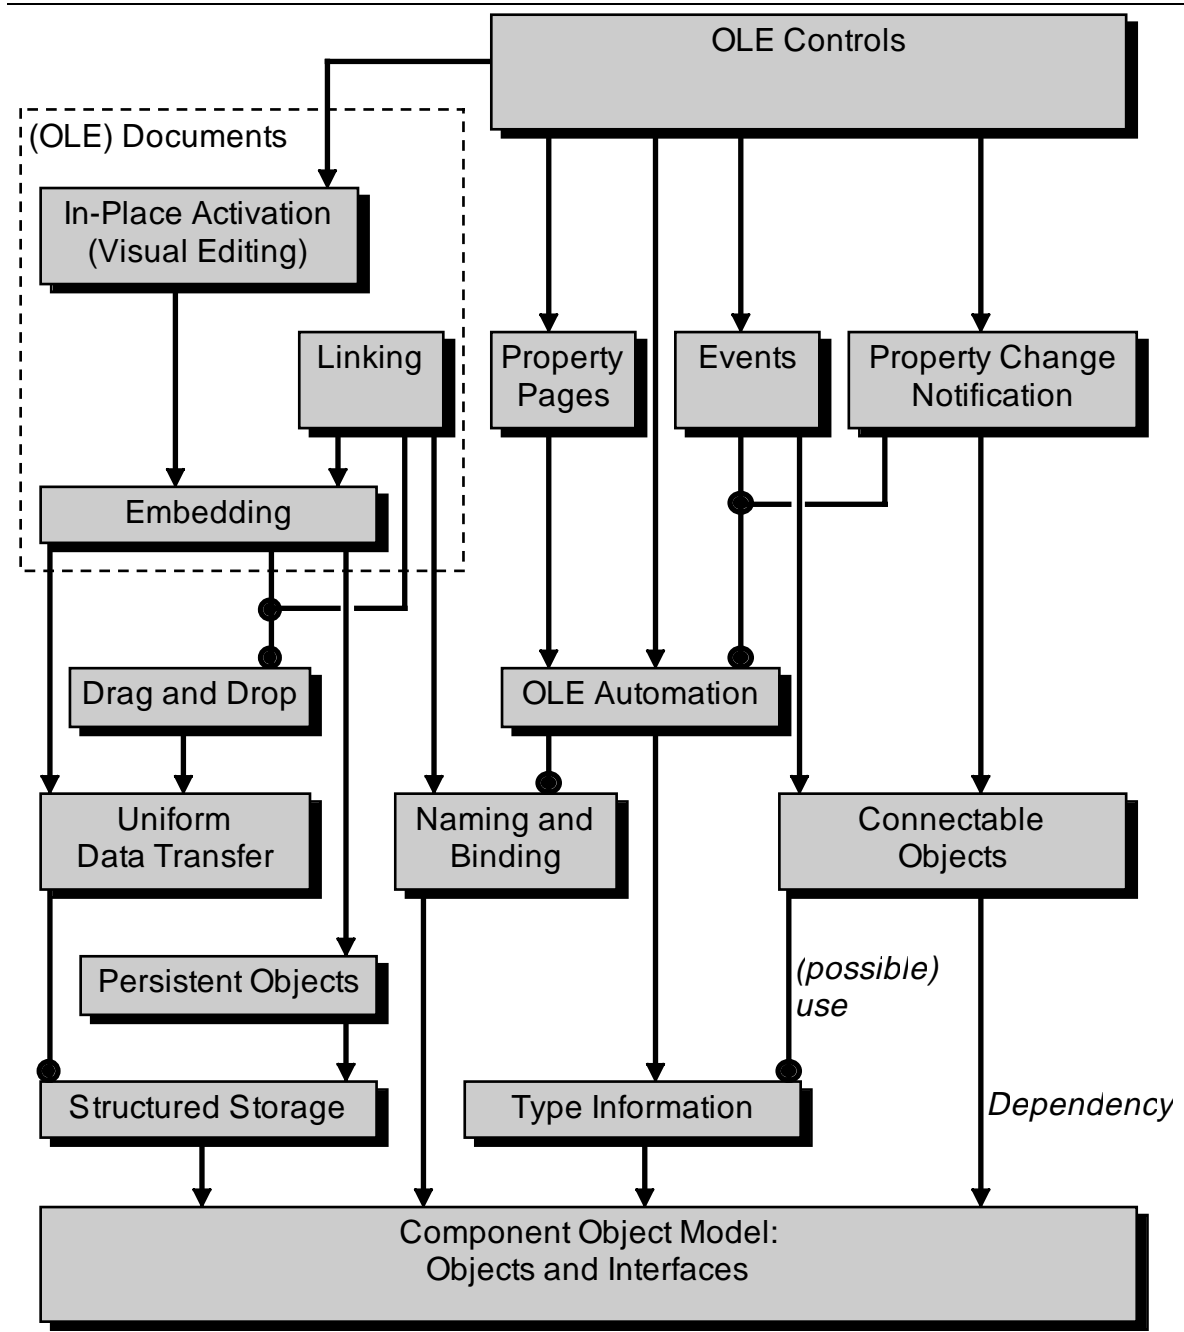 OLE Controls
(OLE) Documents
In-Place Activation
(Visual Editing)
Linking
Property
Pages
Events
Property Change
Notification
Embedding
Drag and Drop
OLE Automation
Uniform
Data Transfer
Naming and
Binding
Connectable
Objects
Persistent Objects
(possible)
use
Structured Storage
Type Information
Dependency
Component Object Model:
Objects and Interfaces